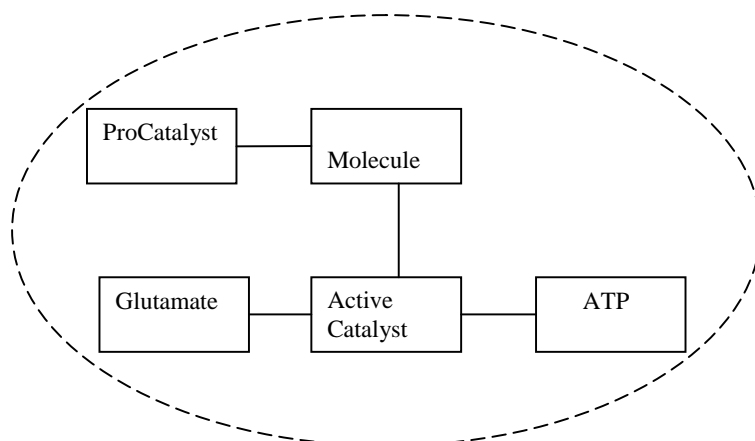 ProCatalyst
Molecule
Glutamate
Active
Catalyst
ATP